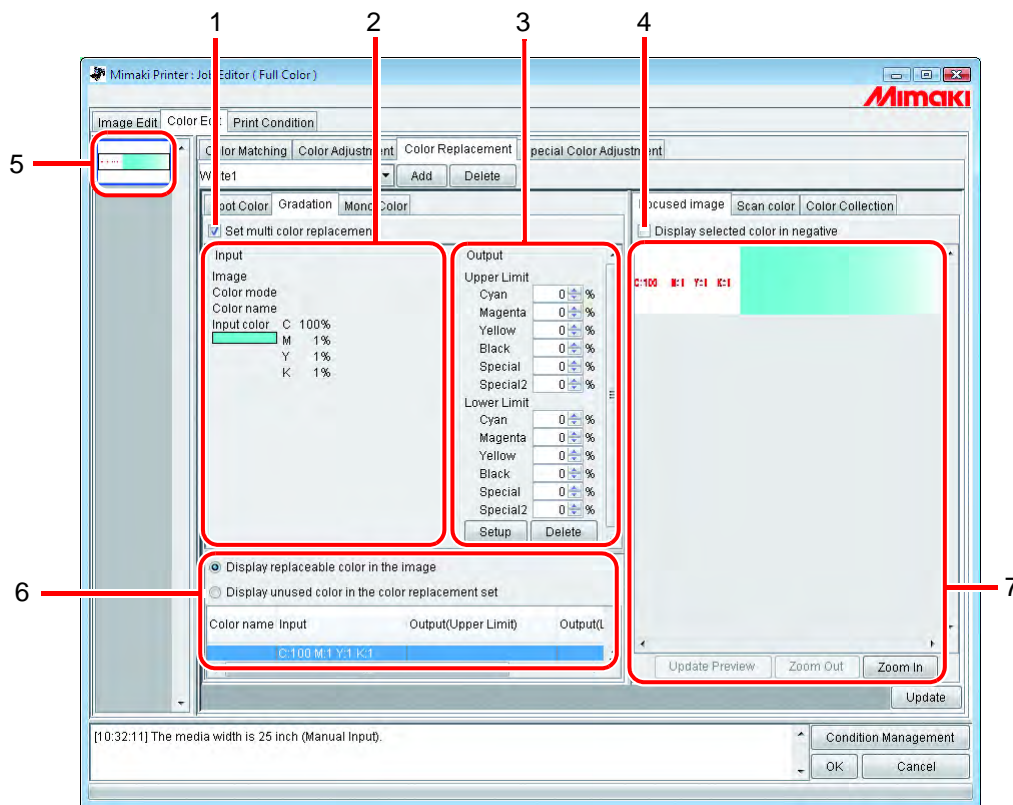 1 2 3 4
Mimaki Printer : Job Editor ( Full Color )
Mimaki
Image Edit Color Edit Print Condition
5
Color Matching Color Adjustment Color Replacement Special Color Adjustment
Add Delete
Spot Color Gradation Mono Color
Focused image Scan color Color Collection
Set multi color replacement
Display selected color in negative
Input
Image
Color mode
Color name
Input color C 100%
M 1%
Y 1%
K 1%
Output
Upper Limit
Cyan 0 %
Magenta 0 %
Yellow 0 %
Black 0 %
Special 0 %
Special2 0 %
Lower Limit
Cyan 0 %
Magenta 0 %
Yellow 0 %
Black 0 %
Special 0 %
Special2 0 %
Setup Delete
C:100 M:1 Y:1 K:1
6
Display replaceable color in the image
Display unused color in the color replacement set
Color name Input Output(Upper Limit) Output(L
C:100 M:1 Y:1 K:1
7
Update Preview Zoom Out Zoom In
Update
[10:32:11] The media width is 25 inch (Manual Input).
Condition Management
OK Cancel